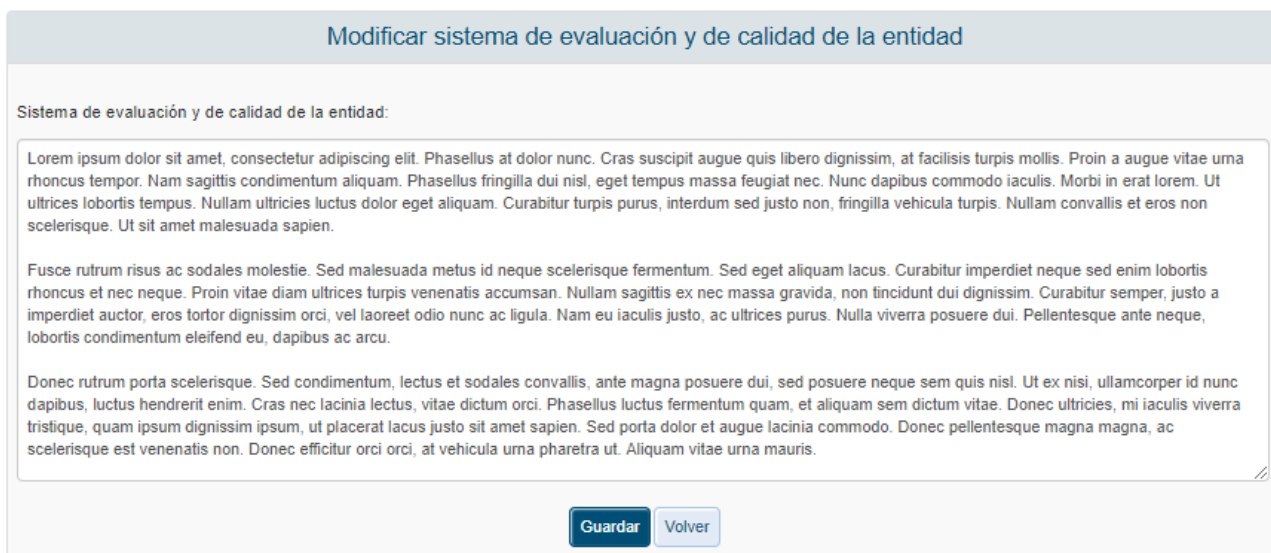 Modificar sistema de evaluación y de calidad de la entidad
Sistema de evaluación y de calidad de la entidad:
Lorem ipsum dolor sit amet, consectetur adipiscing elit. Phasellus at dolor nunc. Cras suscipit augue quis libero dignissim, at facilisis turpis mollis. Proin a augue vitae urna
rhoncus tempor. Nam sagittis condimentum aliquam. Phasellus fringilla dui nisl, eget tempus massa feugiat nec. Nunc dapibus commodo iaculis. Morbi in erat lorem. Ut
ultrices lobortis tempus. Nullam ultricies luctus dolor eget aliquam. Curabitur turpis purus, interdum sed justo non, fringilla vehicula turpis. Nullam convallis et eros non
scelerisque. Ut sit amet malesuada sapien.
Fusce rutrum risus ac sodales molestie. Sed malesuada metus id neque scelerisque fermentum. Sed eget aliquam lacus. Curabitur imperdiet neque sed enim lobortis
rhoncus et nec neque. Proin vitae diam ultrices turpis venenatis accumsan. Nullam sagittis ex nec massa gravida, non tincidunt dui dignissim. Curabitur semper, justo a
imperdiet auctor, eros tortor dignissim orci, vel laoreet odio nunc ac ligula. Nam eu iaculis justo, ac ultrices purus. Nulla viverra posuere dui. Pellentesque ante neque,
lobortis condimentum eleifend eu, dapibus ac arcu.
Donec rutrum porta scelerisque. Sed condimentum, lectus et sodales convallis, ante magna posuere dui, sed posuere neque sem quis nisl. Ut ex nisi, ullamcorper id nunc
dapibus, luctus hendrerit enim. Cras nec lacinia lectus, vitae dictum orci. Phasellus luctus fermentum quam, et aliquam sem dictum vitae. Donec ultricies, mi iaculis viverra
tristique, quam ipsum dignissim ipsum, ut placerat lacus justo sit amet sapien. Sed porta dolor et augue lacinia commodo. Donec pellentesque magna magna, ac
scelerisque est venenatis non. Donec efficitur orci orci, at vehicula urna pharetra ut. Aliquam vitae urna mauris.
Guardar Volver